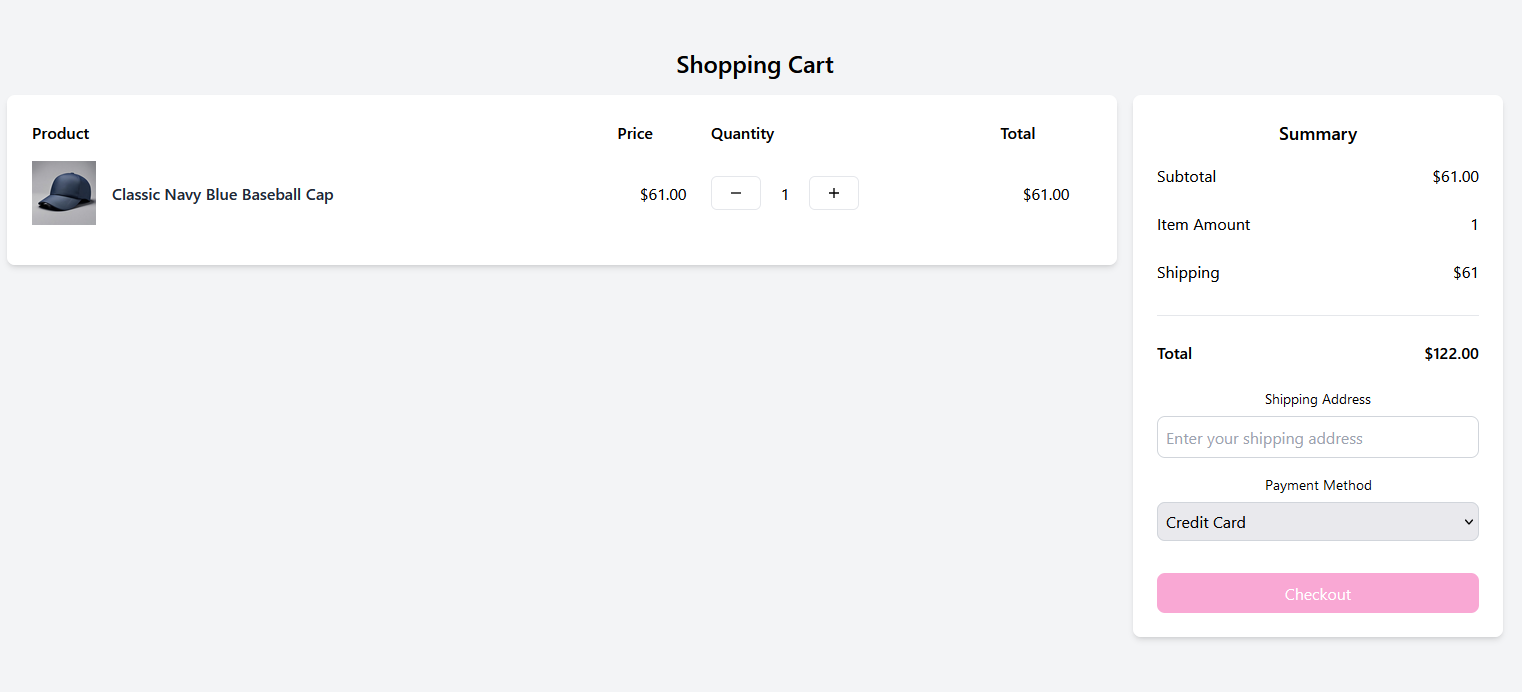 Shopping Cart
Product Price Quantity Total
Classic Navy Blue Baseball Cap $61.00 − 1 + $61.00
Summary
Subtotal $61.00
Item Amount 1
Shipping $61
Total $122.00
Shipping Address
Enter your shipping address
Payment Method
Credit Card
Checkout